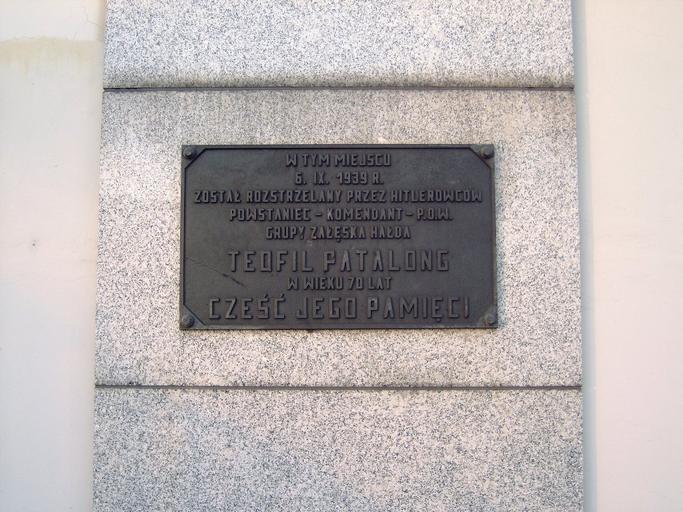 W TYM MIEJSCU
6. IX. 1939 R.
ZOSTAŁ ROZSTRZELANY PRZEZ HITLEROWCÓW
POWSTANIEC - KOMENDANT - P.O.W.
GRUPY ZAŁĘSKA HAŁDA
TEOFIL PATALONG
W WIEKU 70 LAT
CZEŚĆ JEGO PAMIĘCI